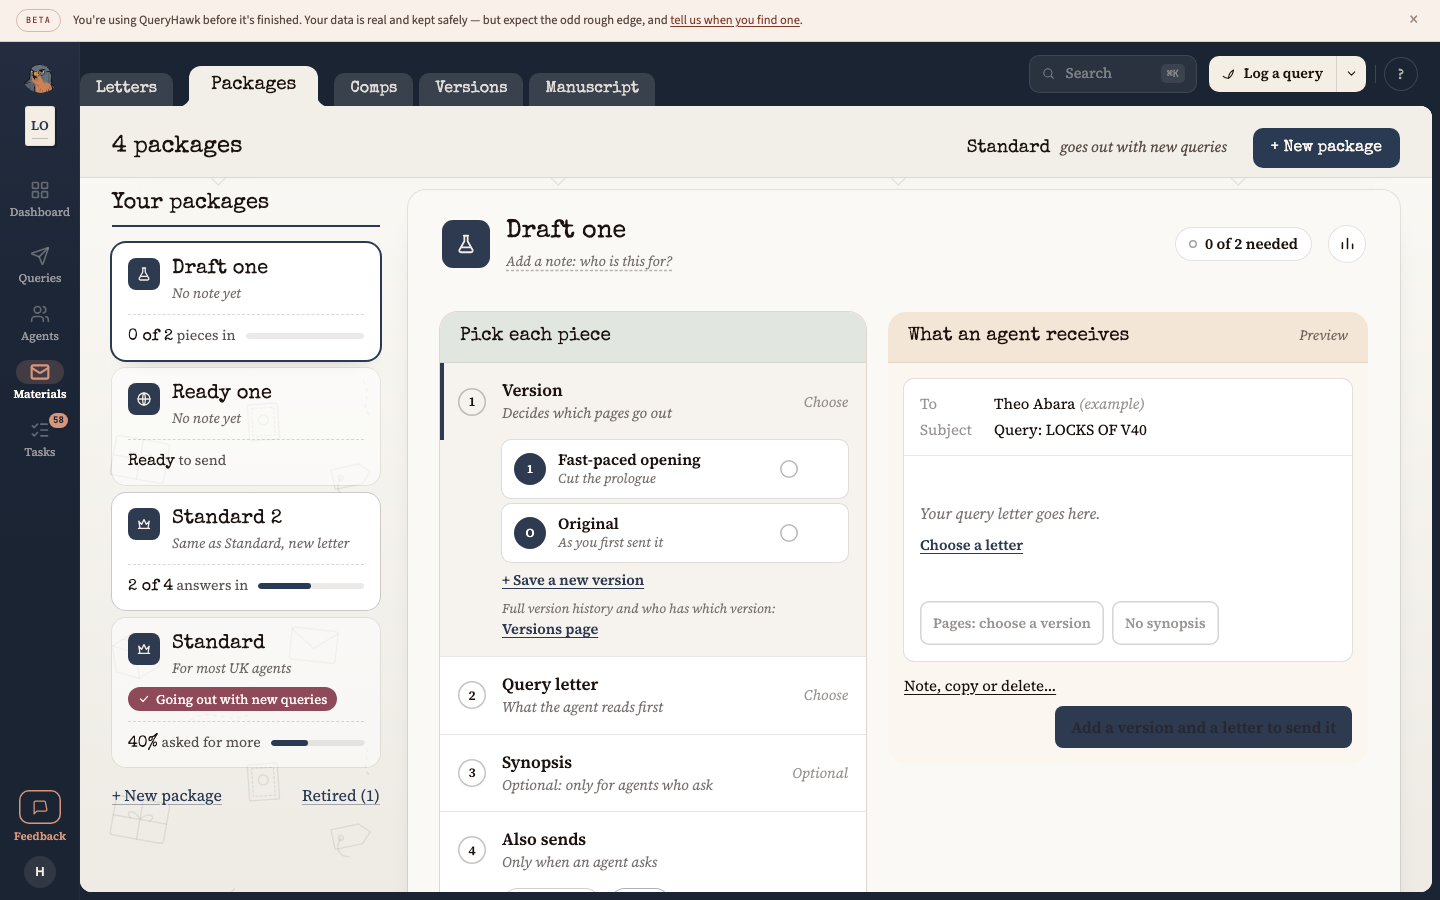 BETA
You're using QueryHawk before it's finished. Your data is real and kept safely — but expect the odd rough edge, and tell us when you find one.
×
LO
Dashboard
Queries
Agents
Materials
58
Tasks
Feedback
H
Letters
Packages
Comps
Versions
Manuscript
Search
⌘K
Log a query
?
4 packages
Standard goes out with new queries
+ New package
Your packages
Draft one
No note yet
0 of 2 pieces in
Ready one
No note yet
Ready to send
Standard 2
Same as Standard, new letter
2 of 4 answers in
Standard
For most UK agents
Going out with new queries
40% asked for more
+ New package
Retired (1)
Draft one
Add a note: who is this for?
0 of 2 needed
Pick each piece
1
Version
Decides which pages go out
Choose
1
Fast-paced opening
Cut the prologue
O
Original
As you first sent it
+ Save a new version
Full version history and who has which version:
Versions page
2
Query letter
What the agent reads first
Choose
3
Synopsis
Optional: only for agents who ask
Optional
4
Also sends
Only when an agent asks
What an agent receives
Preview
To Theo Abara (example)
Subject Query: LOCKS OF V40
Your query letter goes here.
Choose a letter
Pages: choose a version
No synopsis
Note, copy or delete...
Add a version and a letter to send it